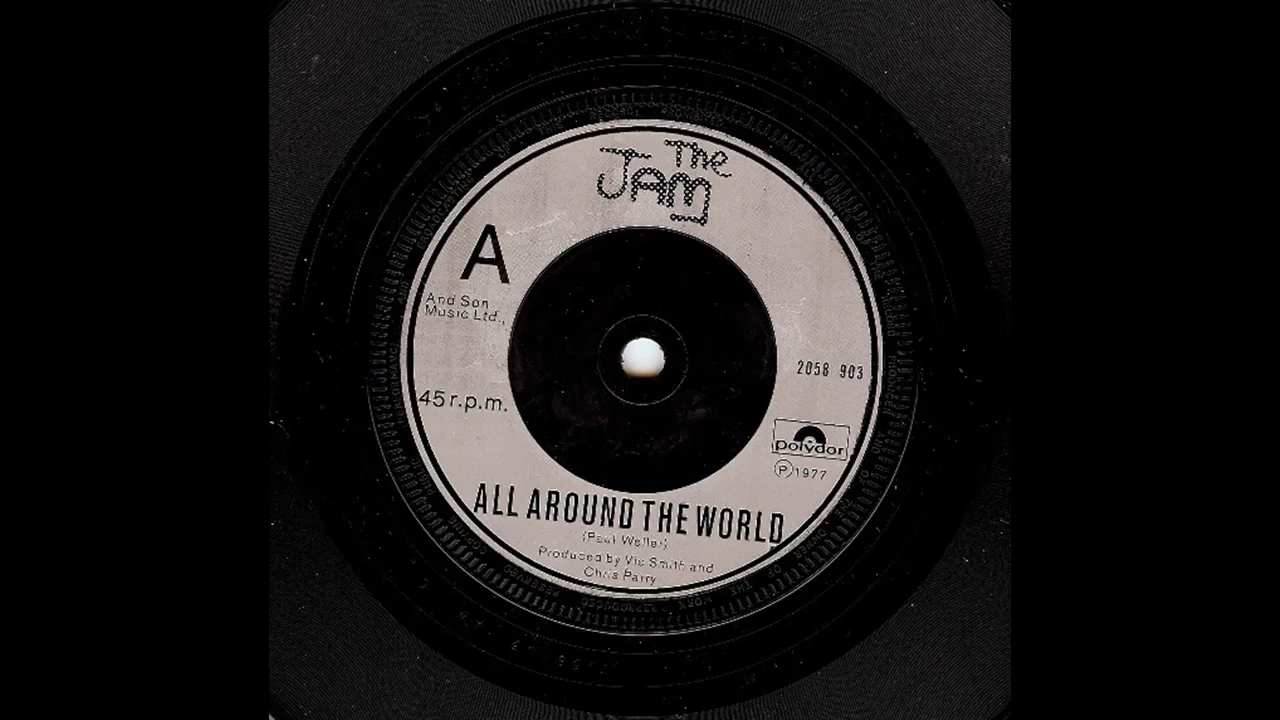 The
JAM
A
And Son
Music Ltd.,
2058 903
45 r.p.m.
polydor
Ⓟ 1977
ALL AROUND THE WORLD
(Paul Weller)
Produced by Vic Smith and
Chris Parry